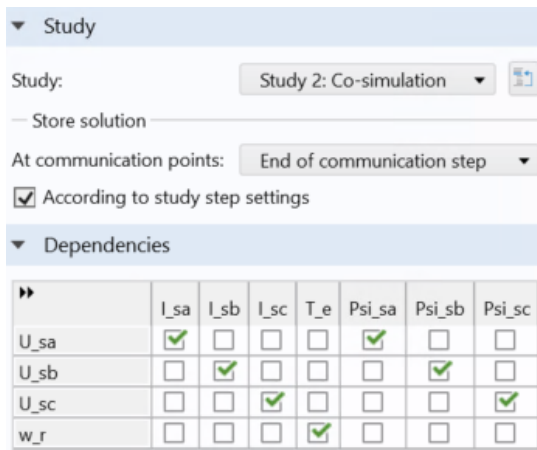 Study
Study: Study 2: Co-simulation
Store solution
At communication points: End of communication step
According to study step settings
Dependencies
I_sa I_sb I_sc T_e Psi_sa Psi_sb Psi_sc
U_sa
U_sb
U_sc
w_r